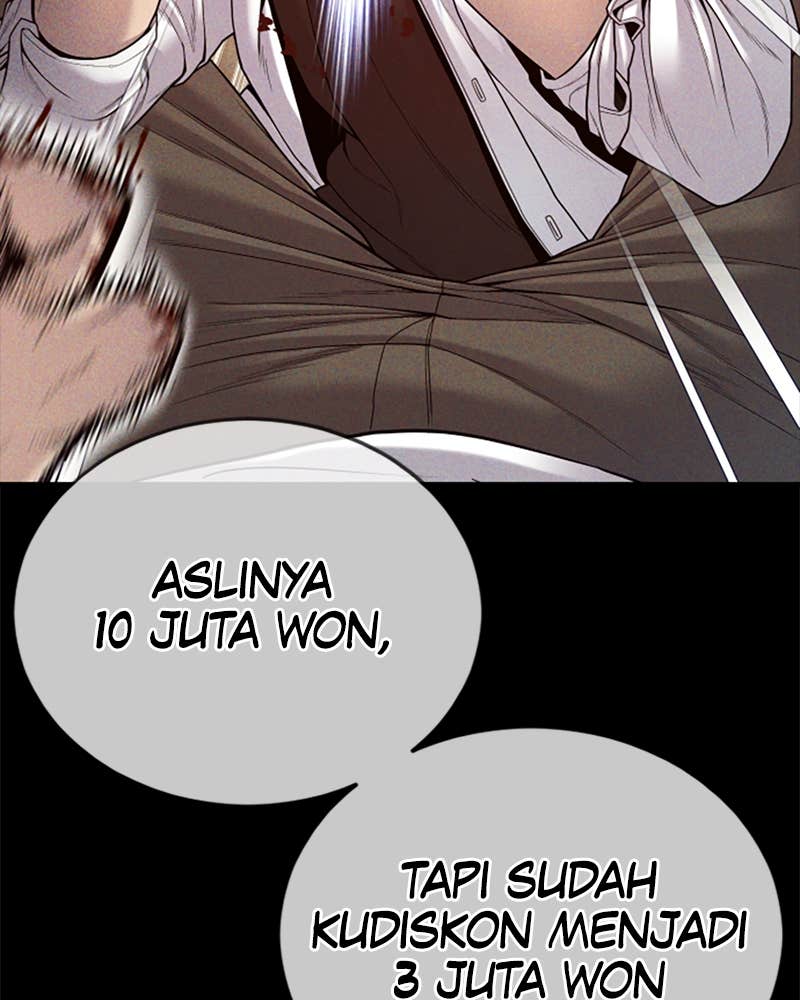 ASLINYA
10 JUTA WON,
TAPI SUDAH
KUDISKON MENJADI
3 JUTA WON